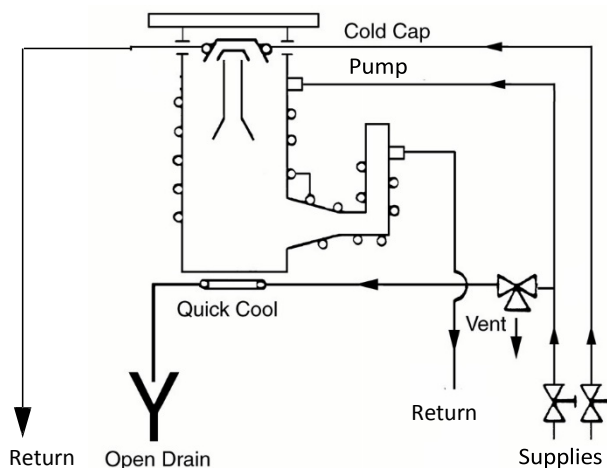 Cold Cap
Pump
Quick Cool
Vent
Return
Return
Open Drain
Supplies